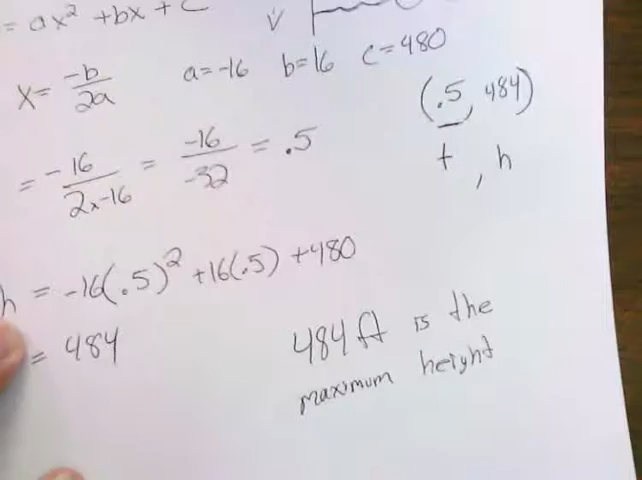 = ax² + bx + c
x = -b/2a a = -16 b = 16 c = 480
(.5, 484)
t , h
= -16/2x-16 = -16/-32 = .5
h = -16(.5)² + 16(.5) + 480
= 484
484 ft is the
maximum height